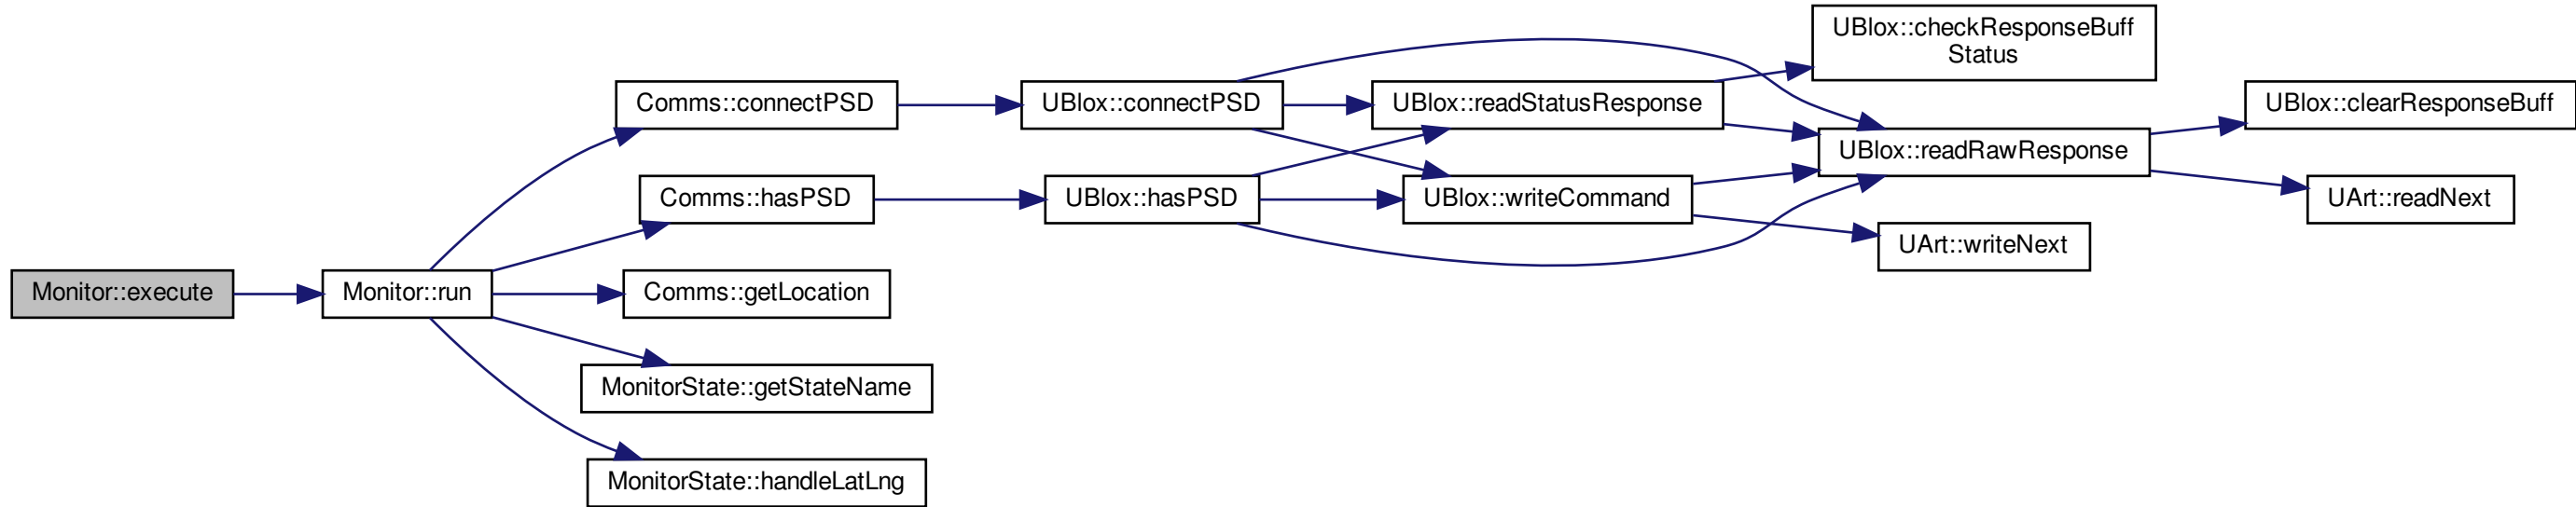 Monitor::execute
Monitor::run
Comms::connectPSD
Comms::hasPSD
Comms::getLocation
MonitorState::getStateName
MonitorState::handleLatLng
UBlox::connectPSD
UBlox::hasPSD
UBlox::readStatusResponse
UBlox::writeCommand
UBlox::checkResponseBuff
Status
UBlox::readRawResponse
UArt::writeNext
UBlox::clearResponseBuff
UArt::readNext